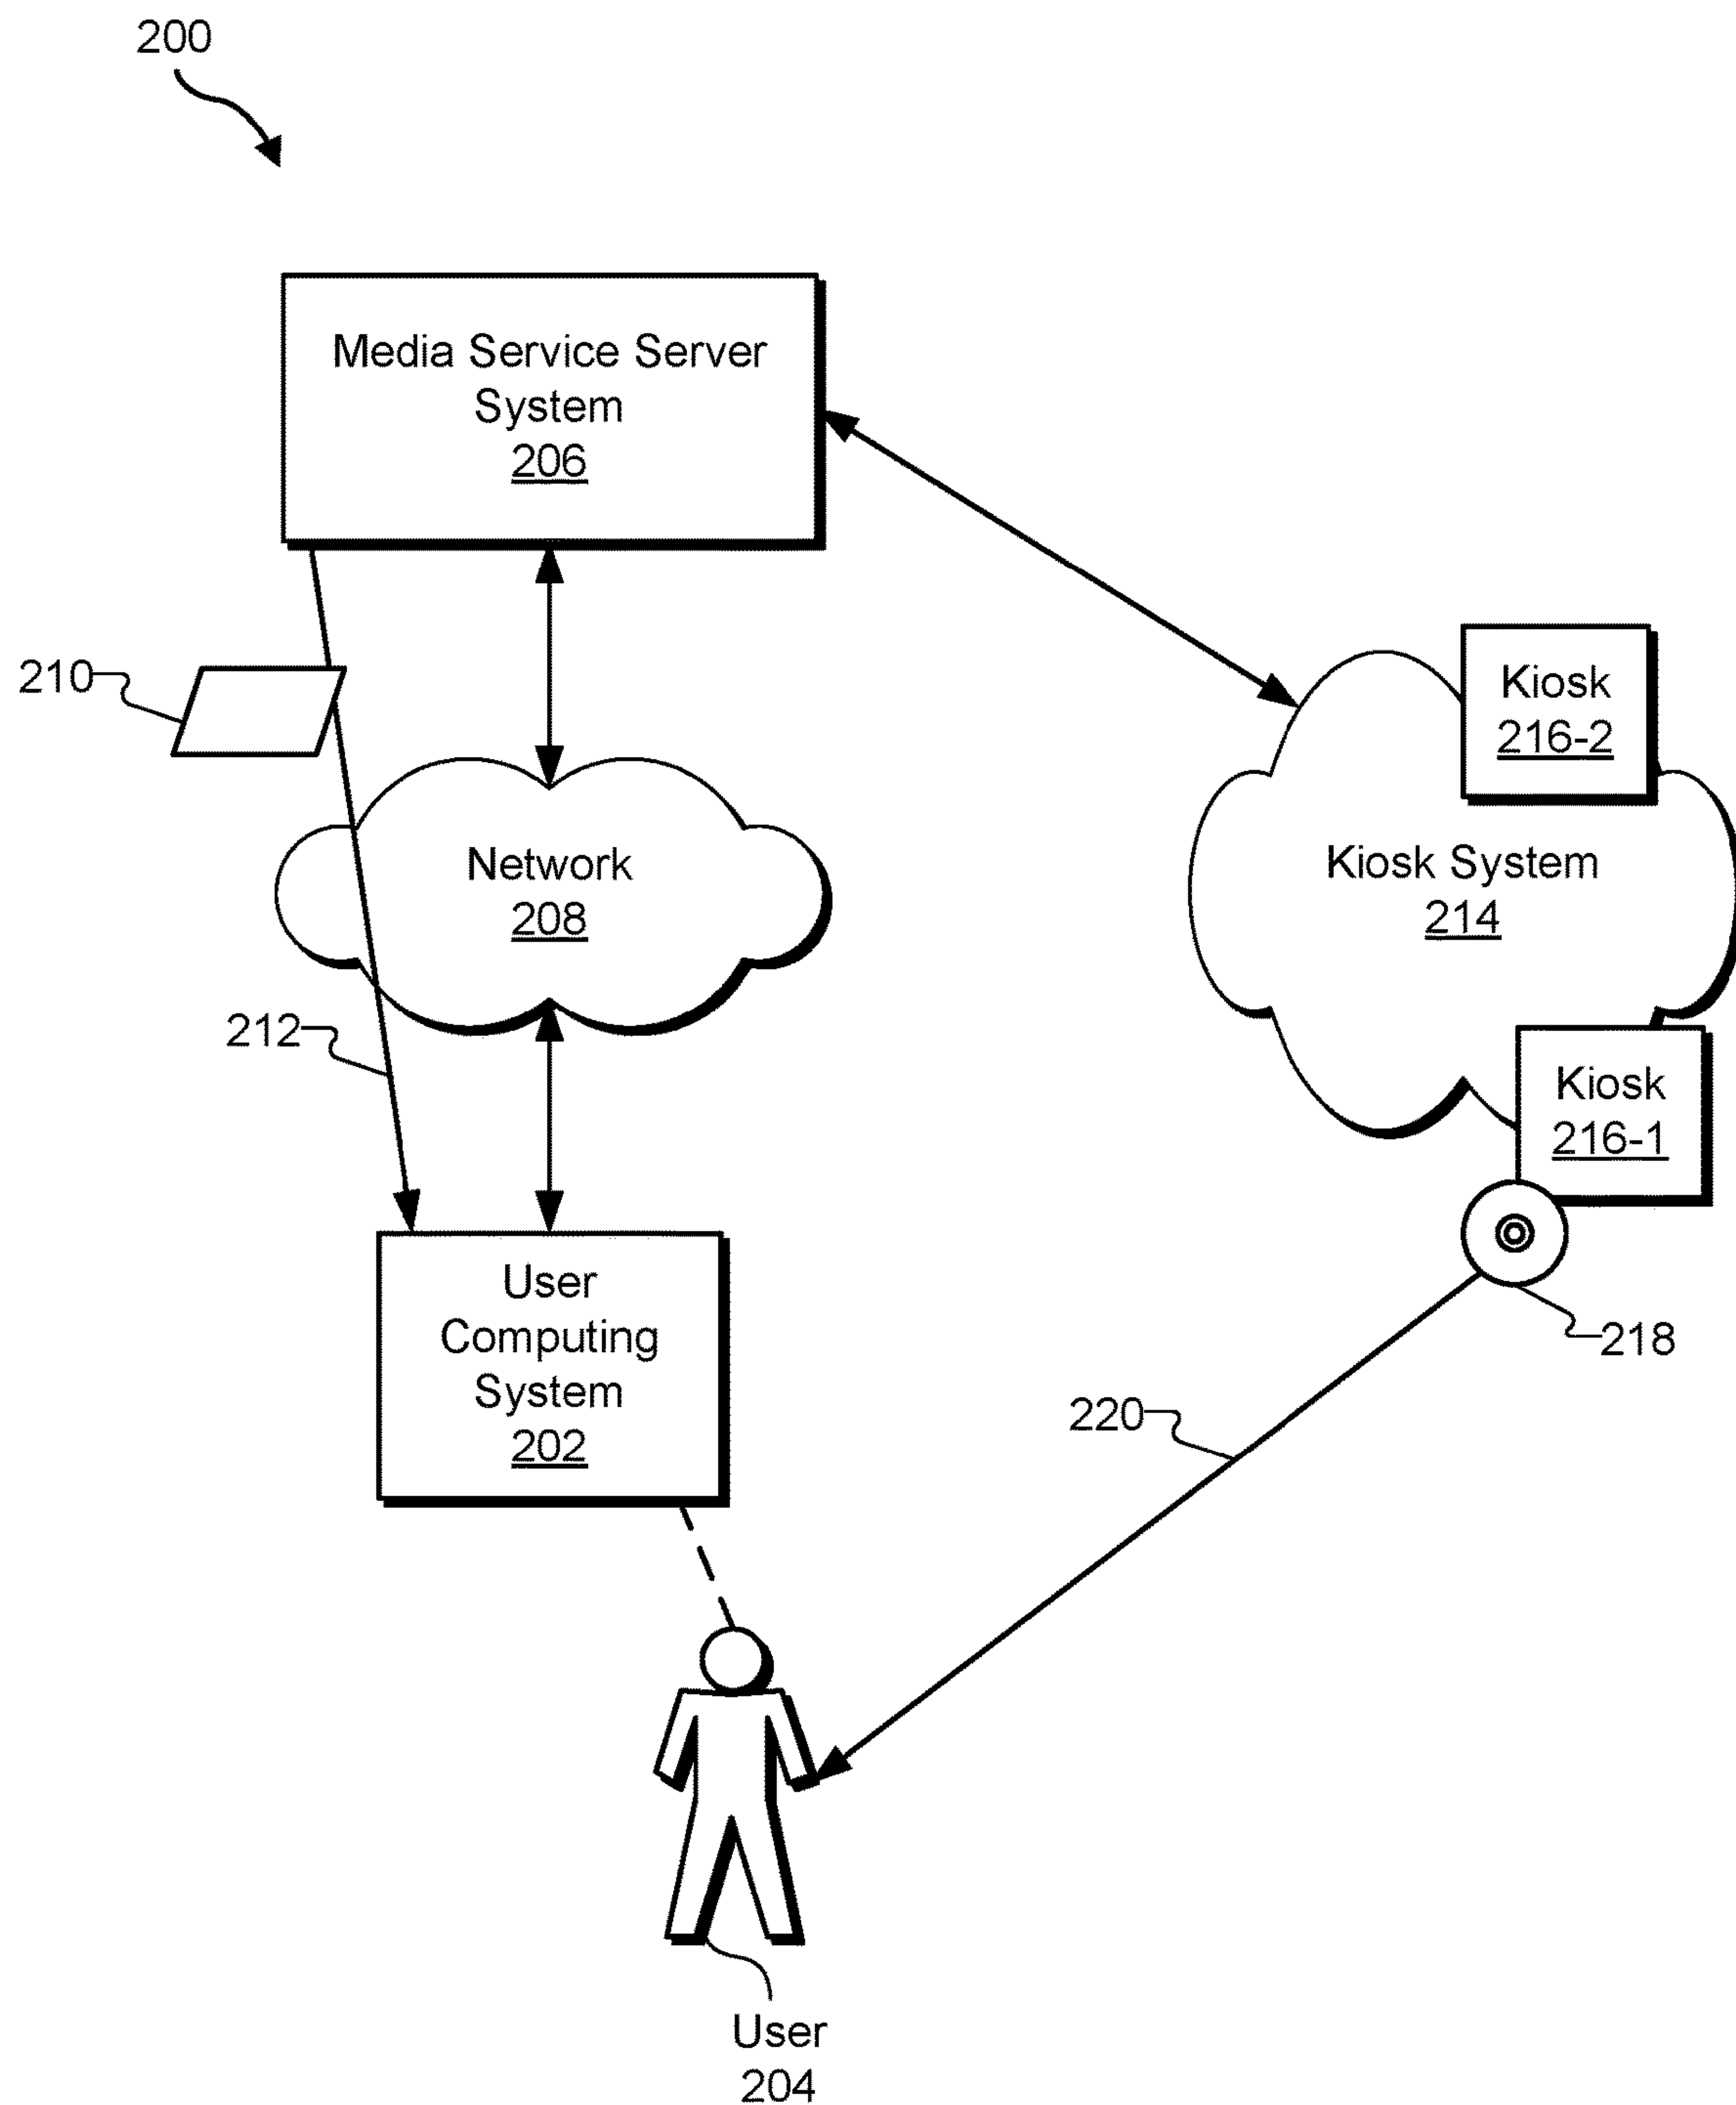 200
Media Service Server
System
206
210
Kiosk
216-2
Network
208
Kiosk System
214
212
Kiosk
216-1
User
Computing
System
202
218
220
User
204